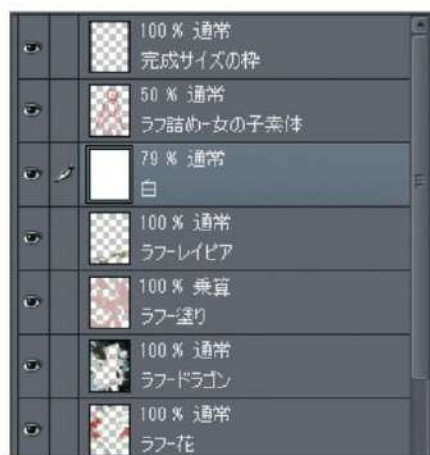 100 % 通常
完成サイズの枠
50 % 通常
ラフ詰め-女の子素体
79 % 通常
白
100 % 通常
ラフ-レイピア
100 % 乗算
ラフ-塗り
100 % 通常
ラフ-ドラゴン
100 % 通常
ラフ-花